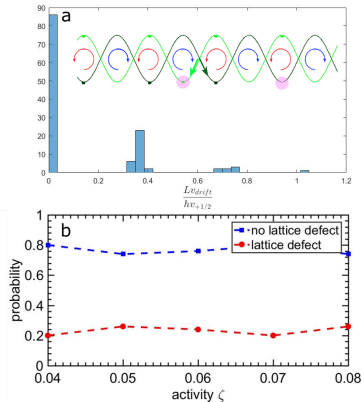 a
90
80
70
60
50
40
30
20
10
0
0.2 0.4 0.6 0.8 1 1.2
Lv_drift
hv_+1/2
b
1
0.8
0.6
0.4
0.2
0
no lattice defect
lattice defect
probability
0.04 0.05 0.06 0.07 0.08
activity ζ